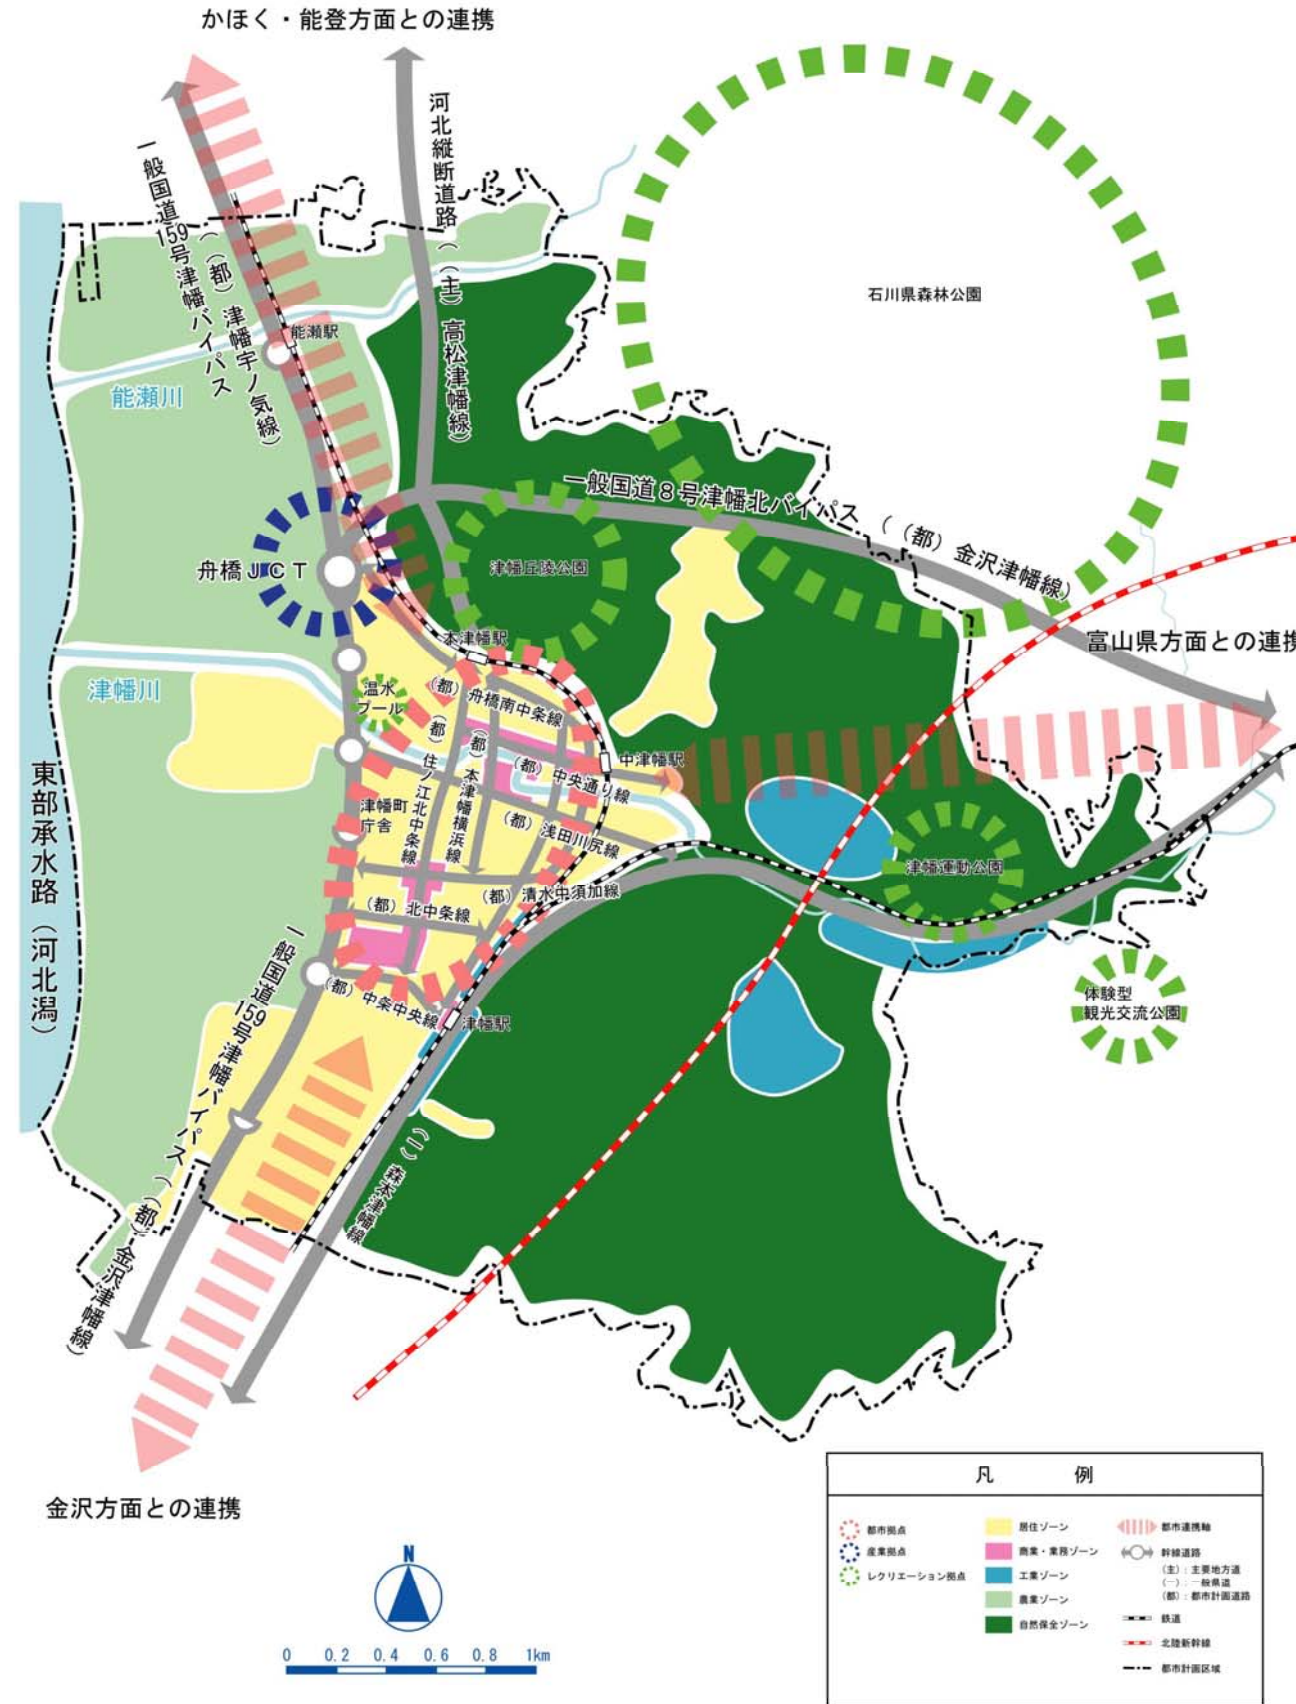 かほく・能登方面との連携
河北縦断道路((主)高松津幡線)
一般国道159号津幡バイパス
((都)津幡宇ノ気線)
石川県森林公園
能瀬駅
能瀬川
一般国道8号津幡北バイパス ((都)金沢津幡線)
舟橋JCT
津幡丘陵公園
本津幡駅
富山県方面との連携
津幡川
温水
プール
(都)舟橋南中条線
(都)住ノ江北中条線
(都)本津幡横浜線
(都)中央通り線
中津幡駅
東部承水路(河北潟)
津幡町
庁舎
(都)浅田川尻線
津幡運動公園
(都)清水中須加線
(都)北中条線
一般国道159号津幡バイパス((都)金沢津幡線)
(都)中条中央線
津幡駅
体験型
観光交流公園
(一)森本津幡線
金沢方面との連携
N
0 0.2 0.4 0.6 0.8 1km
凡 例
都市拠点
産業拠点
レクリエーション拠点
居住ゾーン
商業・業務ゾーン
工業ゾーン
農業ゾーン
自然保全ゾーン
都市連携軸
幹線道路
(主):主要地方道
(一):一般県道
(都):都市計画道路
鉄道
北陸新幹線
都市計画区域